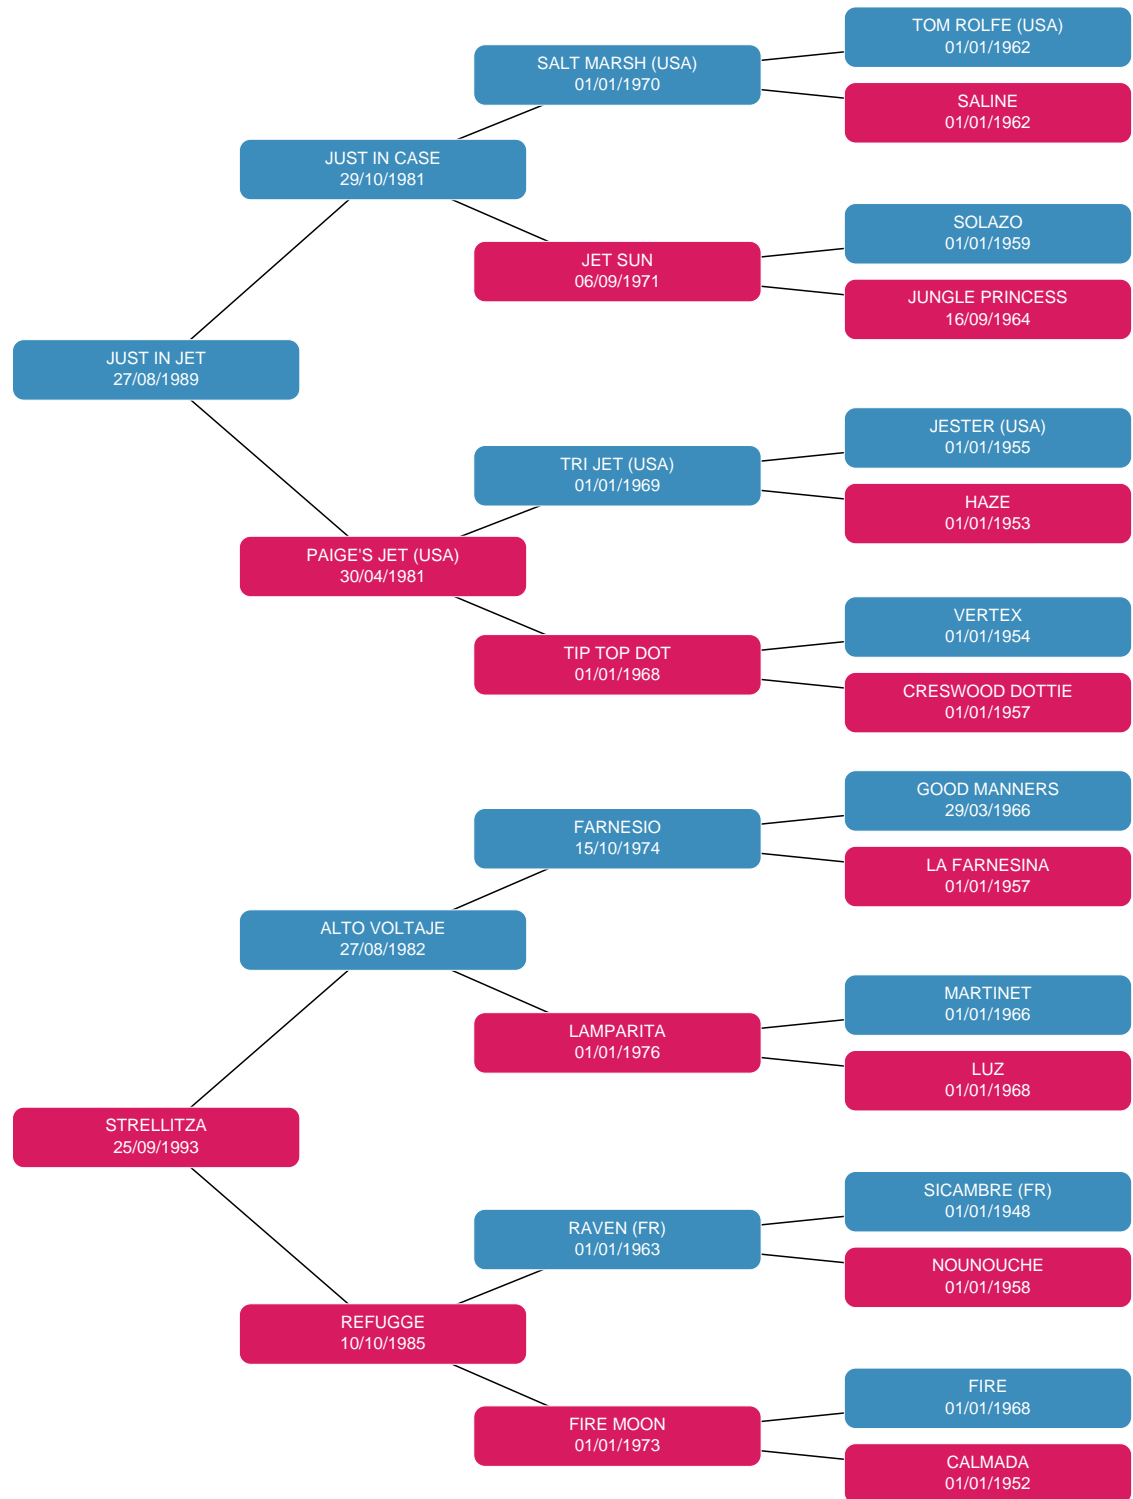 TOM ROLFE (USA)
01/01/1962
SALT MARSH (USA)
01/01/1970
SALINE
01/01/1962
JUST IN CASE
29/10/1981
SOLAZO
01/01/1959
JET SUN
06/09/1971
JUNGLE PRINCESS
16/09/1964
JUST IN JET
27/08/1989
JESTER (USA)
01/01/1955
TRI JET (USA)
01/01/1969
HAZE
01/01/1953
PAIGE'S JET (USA)
30/04/1981
VERTEX
01/01/1954
TIP TOP DOT
01/01/1968
CRESWOOD DOTTIE
01/01/1957
GOOD MANNERS
29/03/1966
FARNESIO
15/10/1974
LA FARNESINA
01/01/1957
ALTO VOLTAJE
27/08/1982
MARTINET
01/01/1966
LAMPARITA
01/01/1976
LUZ
01/01/1968
STRELLITZA
25/09/1993
SICAMBRE (FR)
01/01/1948
RAVEN (FR)
01/01/1963
NOUNOUCHE
01/01/1958
REFUGGE
10/10/1985
FIRE
01/01/1968
FIRE MOON
01/01/1973
CALMADA
01/01/1952